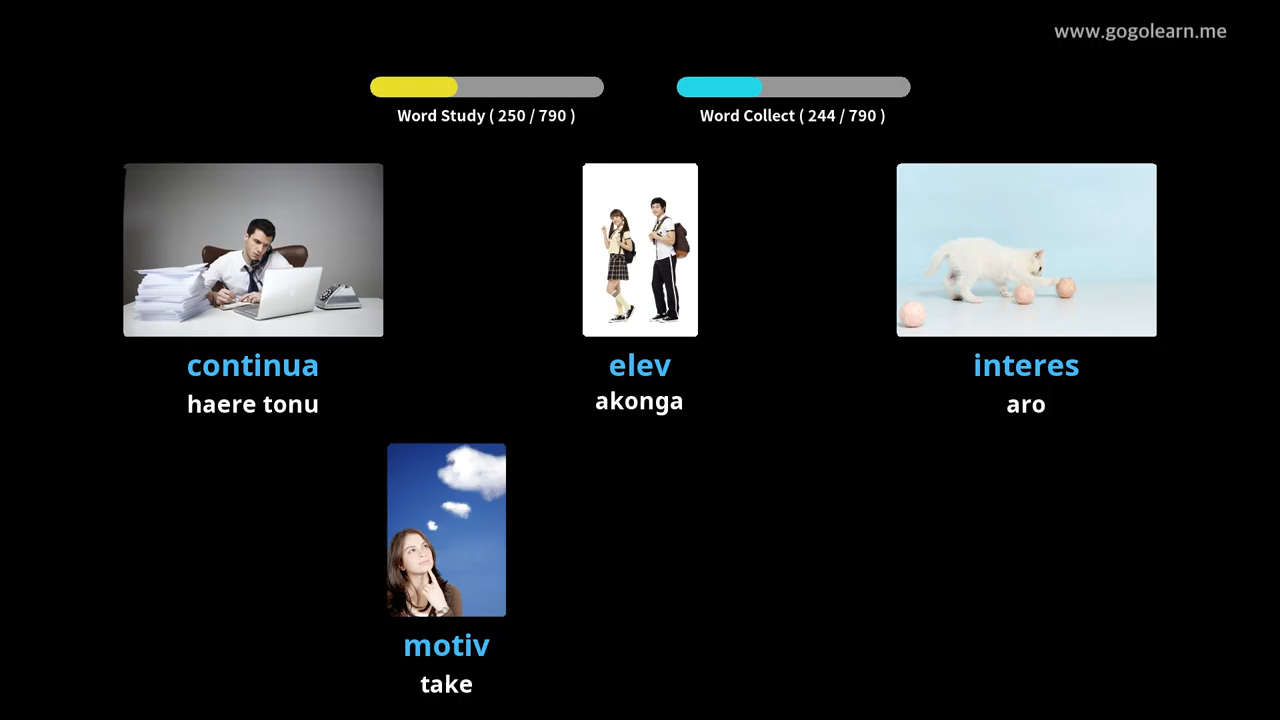 www.gogolearn.me
Word Study ( 250 / 790 )
Word Collect ( 244 / 790 )
continua
haere tonu
elev
akonga
interes
aro
motiv
take